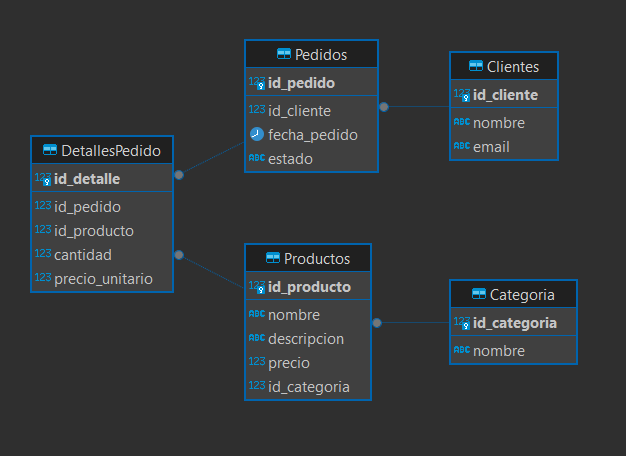 Pedidos
123 id_pedido
123 id_cliente
fecha_pedido
ABC estado
Clientes
123 id_cliente
ABC nombre
ABC email
DetallesPedido
123 id_detalle
123 id_pedido
123 id_producto
123 cantidad
123 precio_unitario
Productos
123 id_producto
ABC nombre
ABC descripcion
123 precio
123 id_categoria
Categoria
123 id_categoria
ABC nombre